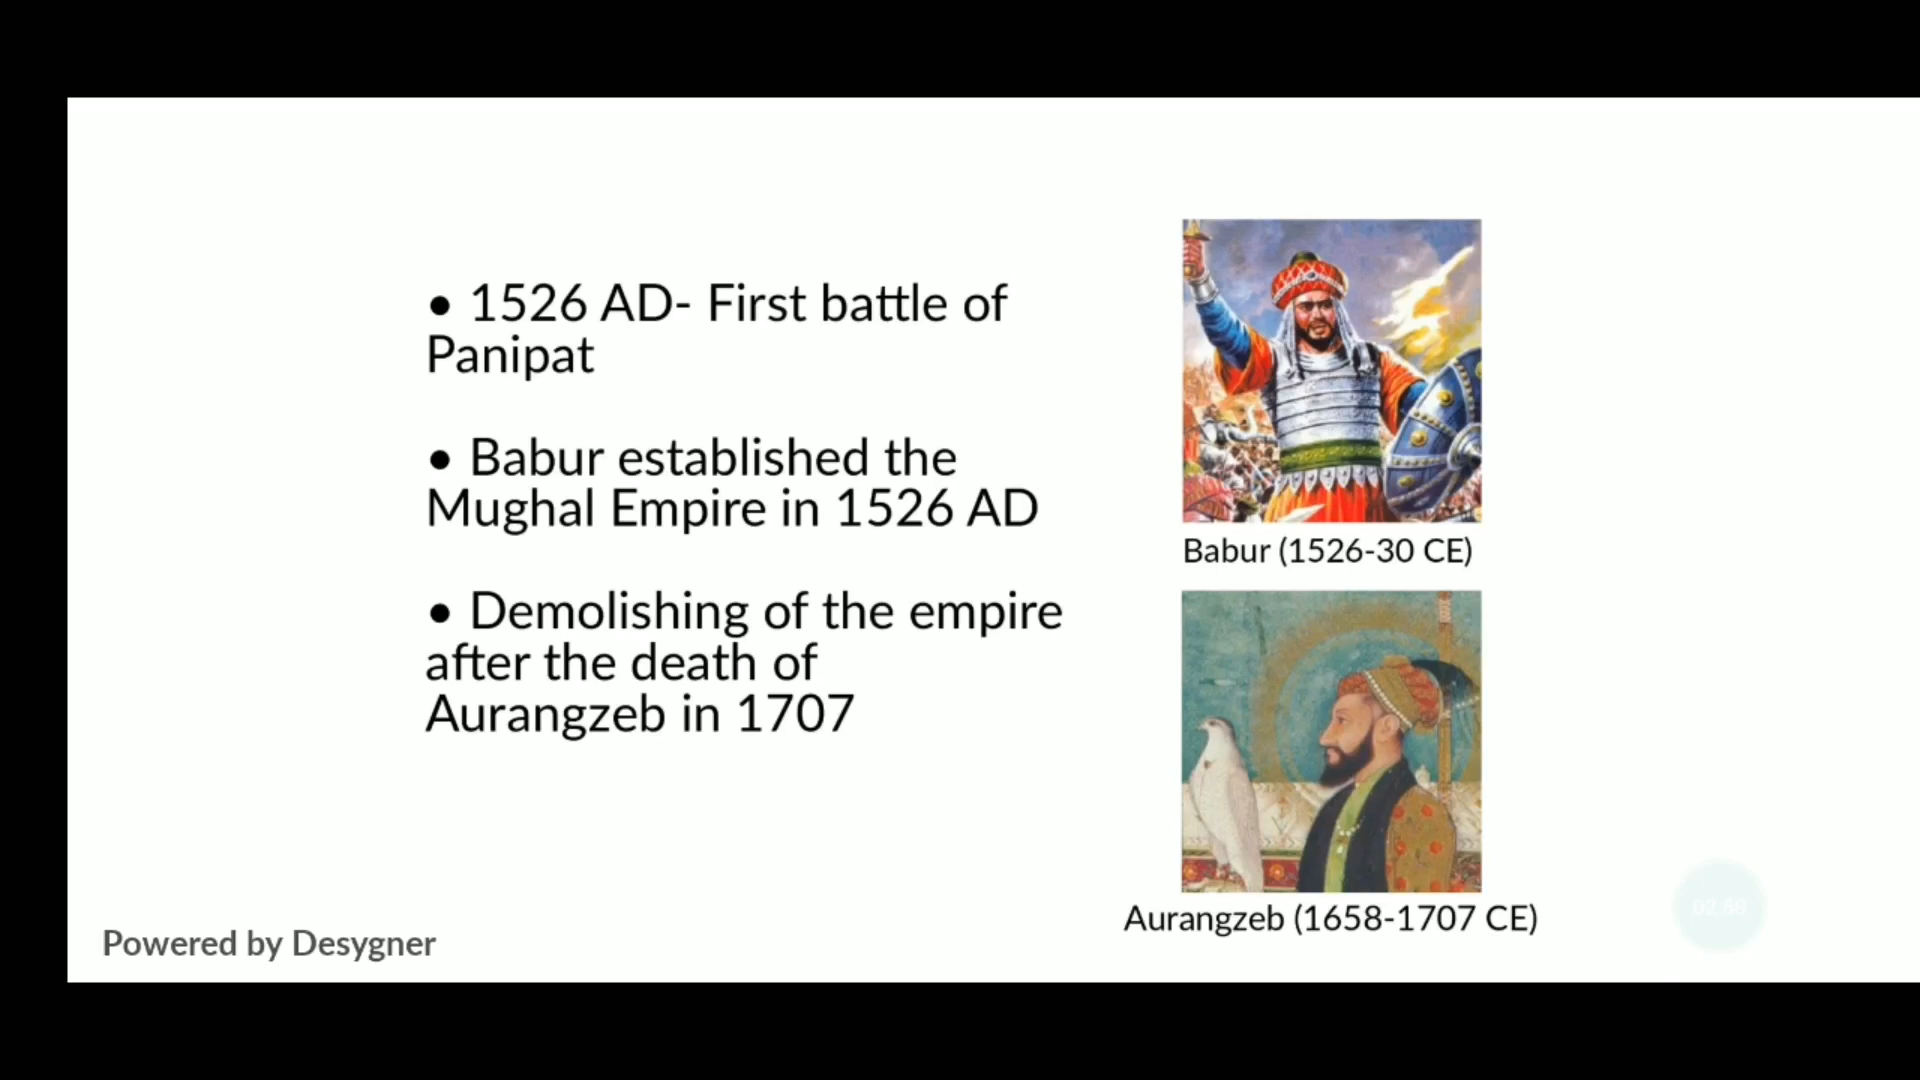 • 1526 AD- First battle of
Panipat
• Babur established the
Mughal Empire in 1526 AD
• Demolishing of the empire
after the death of
Aurangzeb in 1707
Babur (1526-30 CE)
Aurangzeb (1658-1707 CE)
Powered by Desygner